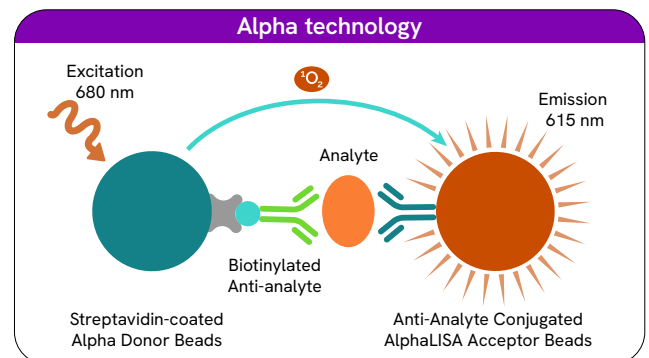 Alpha technology
Excitation
680 nm
¹O₂
Emission
615 nm
Analyte
Biotinylated
Anti-analyte
Streptavidin-coated
Alpha Donor Beads
Anti-Analyte Conjugated
AlphaLISA Acceptor Beads